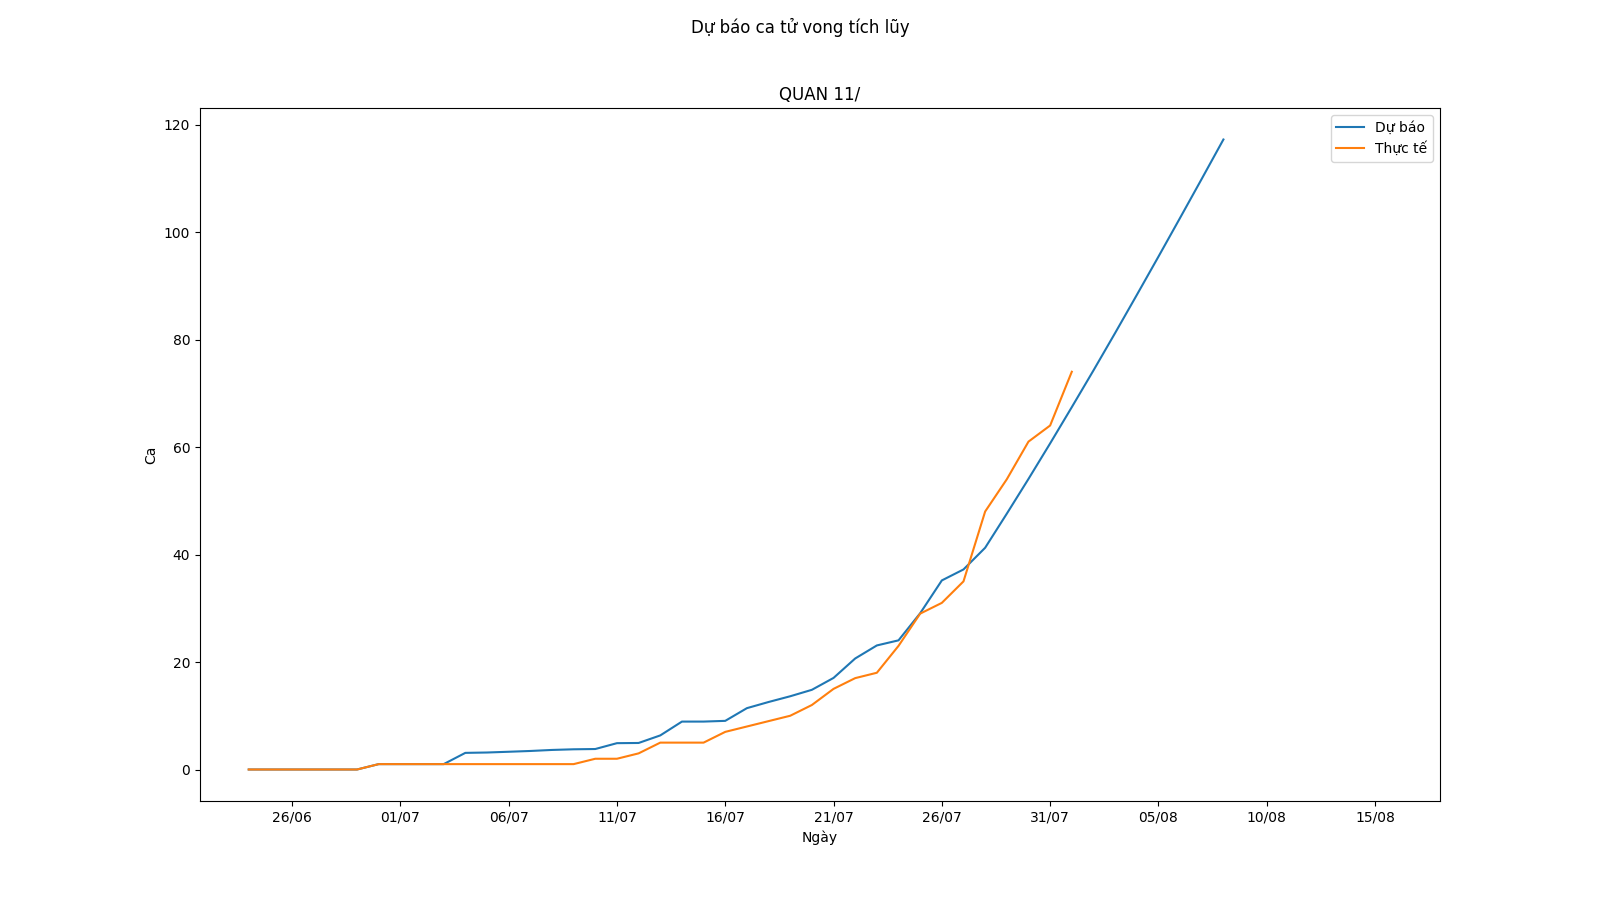 Dự báo ca tử vong tích lũy
QUAN 11/
120
100
80
60
40
20
0
Ca
Dự báo
Thực tế
26/06 01/07 06/07 11/07 16/07 21/07 26/07 31/07 05/08 10/08 15/08
Ngày